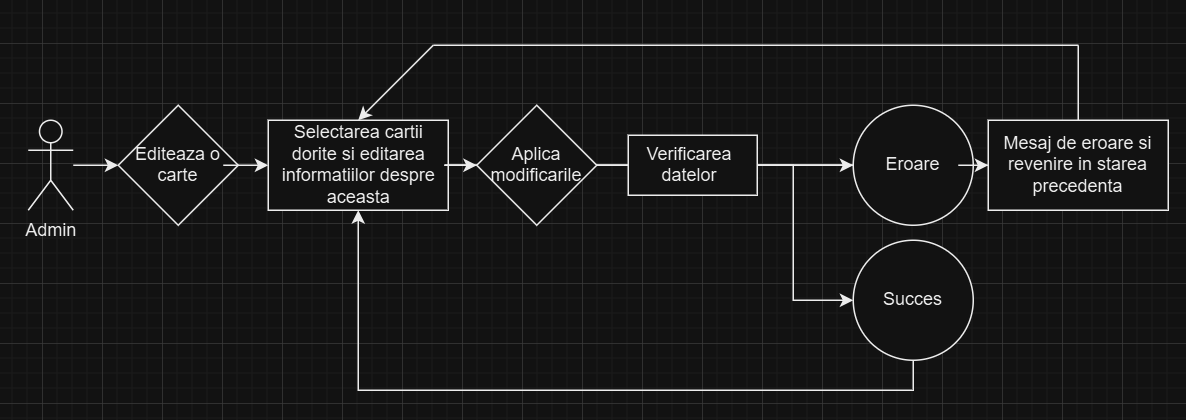 Admin
Editeaza o
carte
Selectarea cartii
dorite si editarea
informatiilor despre
aceasta
Aplica
modificarile
Verificarea
datelor
Eroare
Mesaj de eroare si
revenire in starea
precedenta
Succes